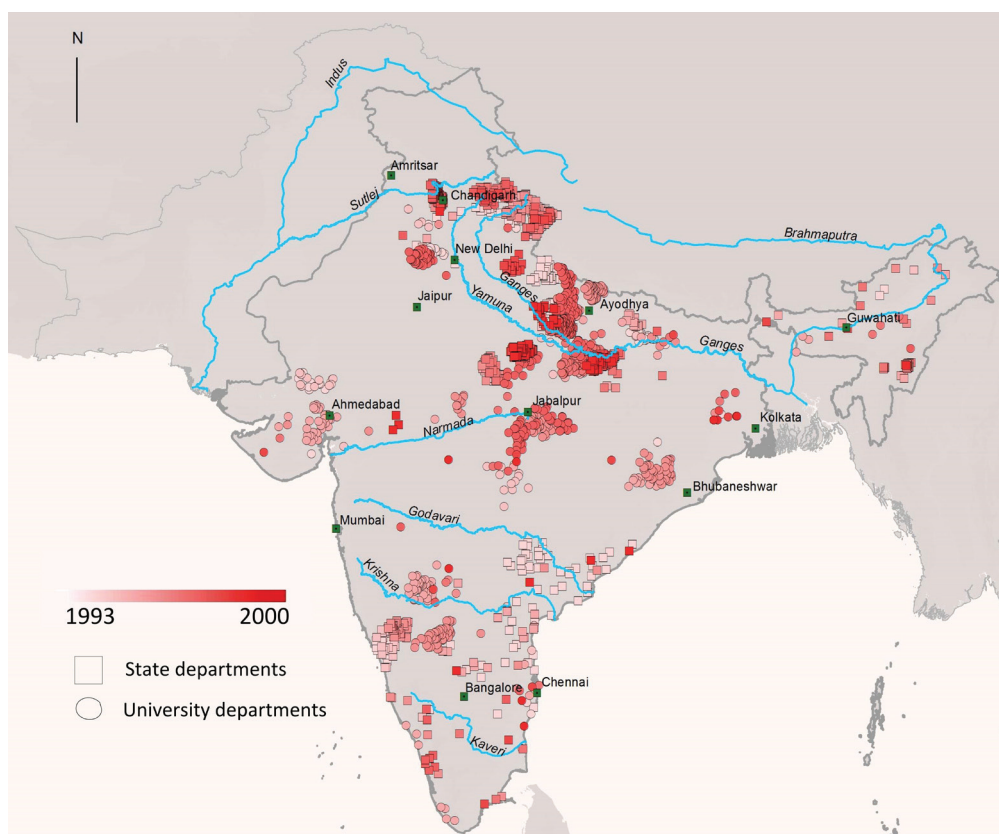 N
Indus
Amritsar
Sutlej
Chandigarh
New Delhi
Brahmaputra
Ganges
Yamuna
Jaipur
Ayodhya
Guwahati
Ganges
Ahmedabad
Jabalpur
Narmada
Kolkata
Bhubaneshwar
Mumbai
Godavari
Krishna
1993 2000
State departments
University departments
Bangalore
Chennai
Kaveri